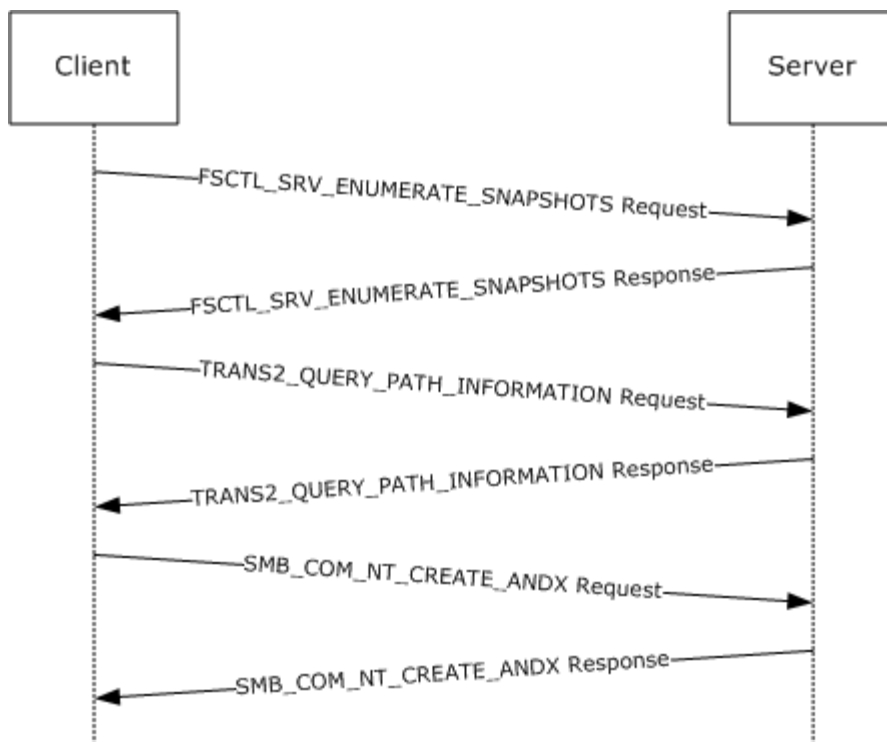 Client
Server
FSCTL_SRV_ENUMERATE_SNAPSHOTS Request
FSCTL_SRV_ENUMERATE_SNAPSHOTS Response
TRANS2_QUERY_PATH_INFORMATION Request
TRANS2_QUERY_PATH_INFORMATION Response
SMB_COM_NT_CREATE_ANDX Request
SMB_COM_NT_CREATE_ANDX Response